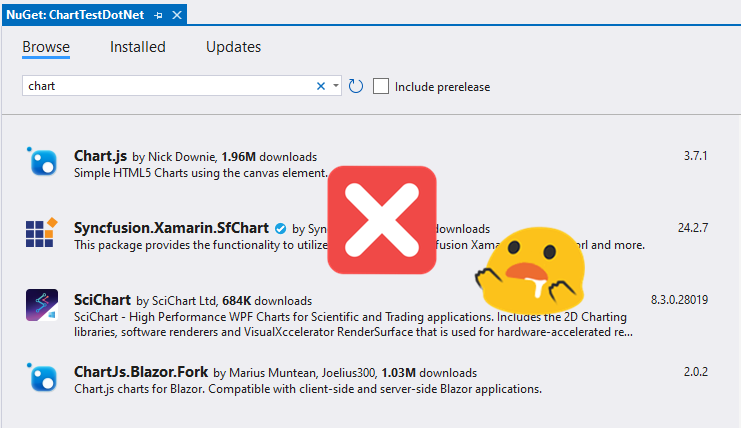 NuGet: ChartTestDotNet
Browse Installed Updates
chart
Include prerelease
Chart.js by Nick Downie, 1.96M downloads
3.7.1
Simple HTML5 Charts using the canvas element.
Syncfusion.Xamarin.SfChart by Syn downloads
24.2.7
This package provides the functionality to utilize fusion Xama orl and more.
SciChart by SciChart Ltd, 684K downloads
8.3.0.28019
SciChart - High Performance WPF Charts for Scientific and Trading applications. Includes the 2D Charting
libraries, software renderers and VisualXccelerator RenderSurface that is used for hardware-accelerated re...
ChartJs.Blazor.Fork by Marius Muntean, Joelius300, 1.03M downloads
2.0.2
Chart.js charts for Blazor. Compatible with client-side and server-side Blazor applications.